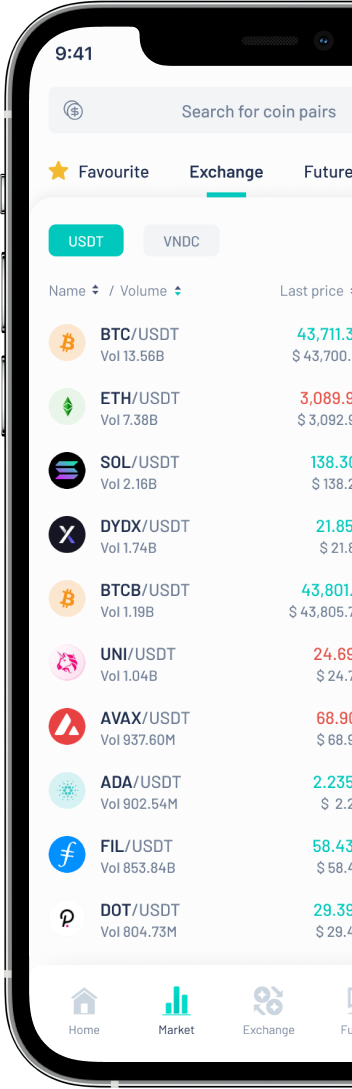 9:41
Search for coin pairs
Favourite Exchange
USDT VNDC
Name / Volume Last price
BTC/USDT 43,711.3
Vol 13.56B $ 43,700.
ETH/USDT 3,089.9
Vol 7.38B $ 3,092.9
SOL/USDT 138.30
Vol 2.16B $ 138.2
DYDX/USDT 21.85
Vol 1.74B $ 21.8
BTCB/USDT 43,801.
Vol 1.19B $ 43,805.7
UNI/USDT 24.69
Vol 1.04B $ 24.7
AVAX/USDT 68.90
Vol 937.60M $ 68.9
ADA/USDT 2.235
Vol 902.54M $ 2.2
FIL/USDT 58.43
Vol 853.84B $ 58.4
DOT/USDT 29.39
Vol 804.73M $ 29.4
Home Market Exchange